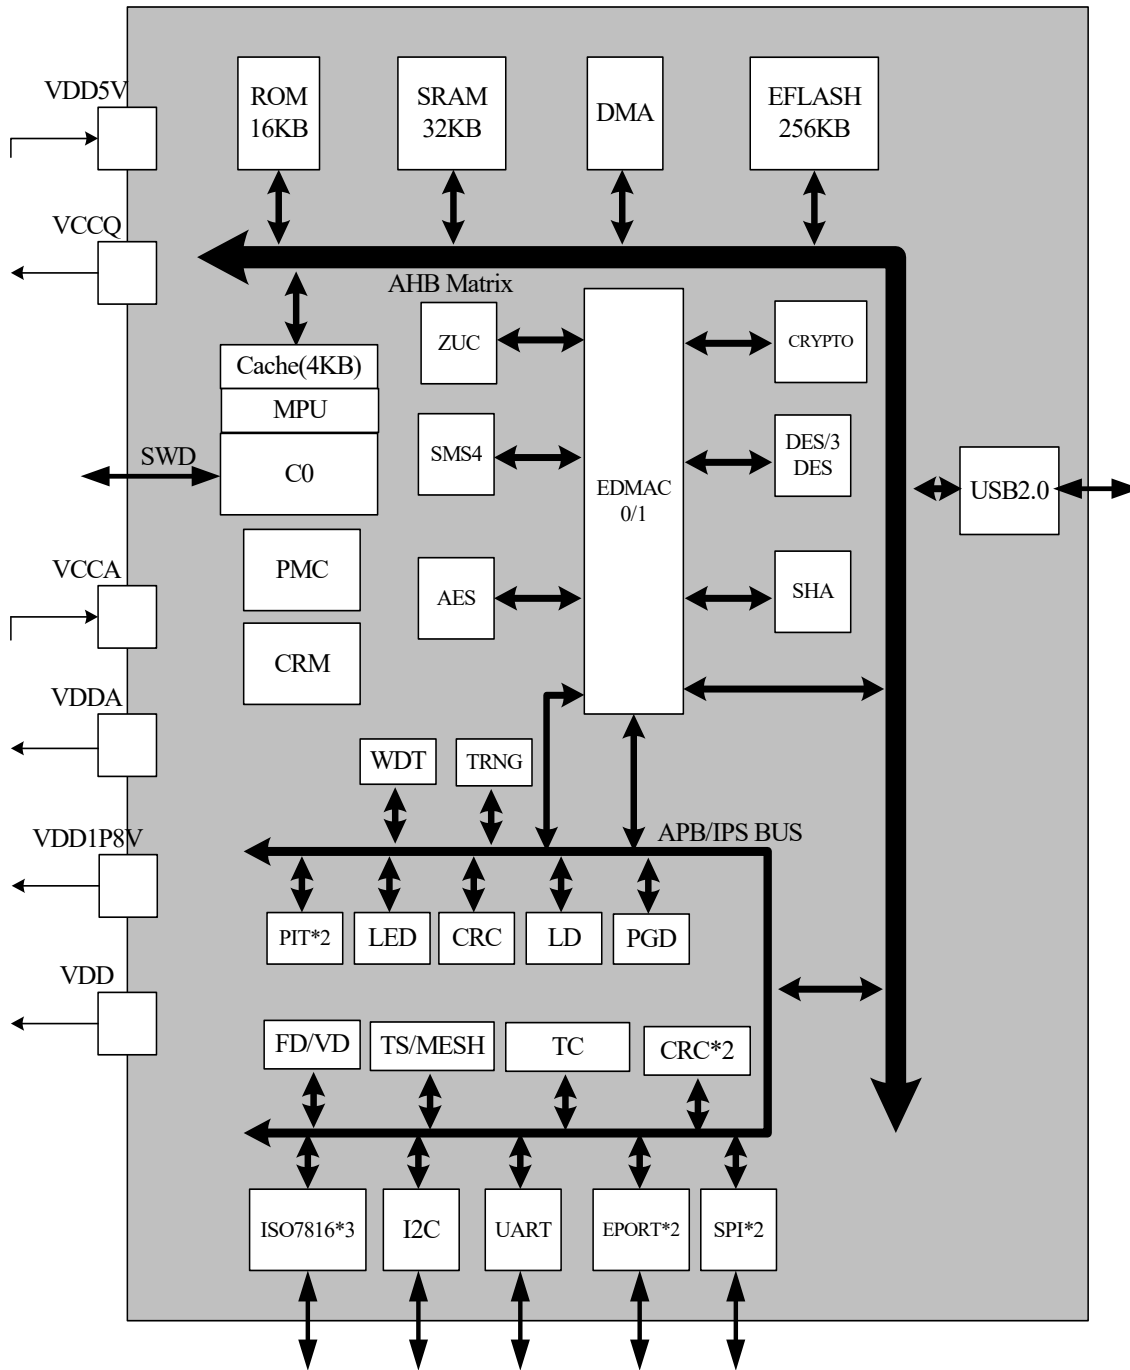 VDD5V
ROM
16KB
SRAM
32KB
DMA
EFLASH
256KB
VCCQ
AHB Matrix
ZUC
CRYPTO
Cache(4KB)
MPU
C0
SWD
SMS4
DES/3
DES
EDMAC
0/1
USB2.0
PMC
VCCA
AES
SHA
CRM
VDDA
WDT
TRNG
VDD1P8V
APB/IPS BUS
PIT*2
LED
CRC
LD
PGD
VDD
FD/VD
TS/MESH
TC
CRC*2
ISO7816*3
I2C
UART
EPORT*2
SPI*2